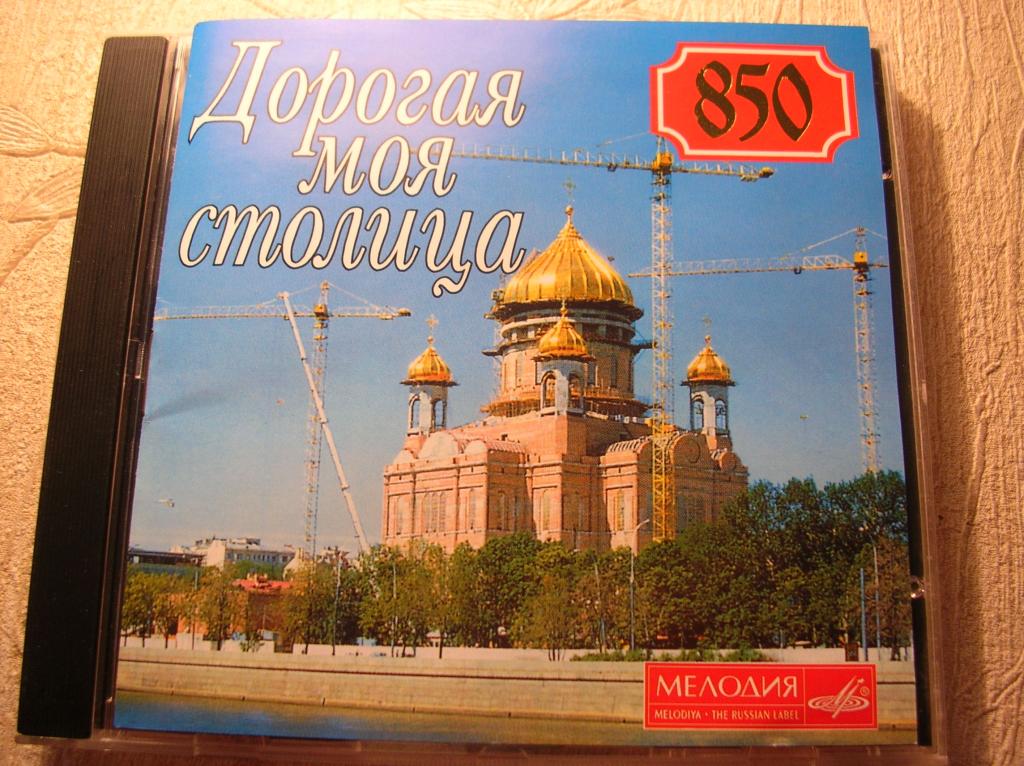 Дорогая
моя
столица
850
МЕЛОДИЯ
®
MELODIYA · THE RUSSIAN LABEL